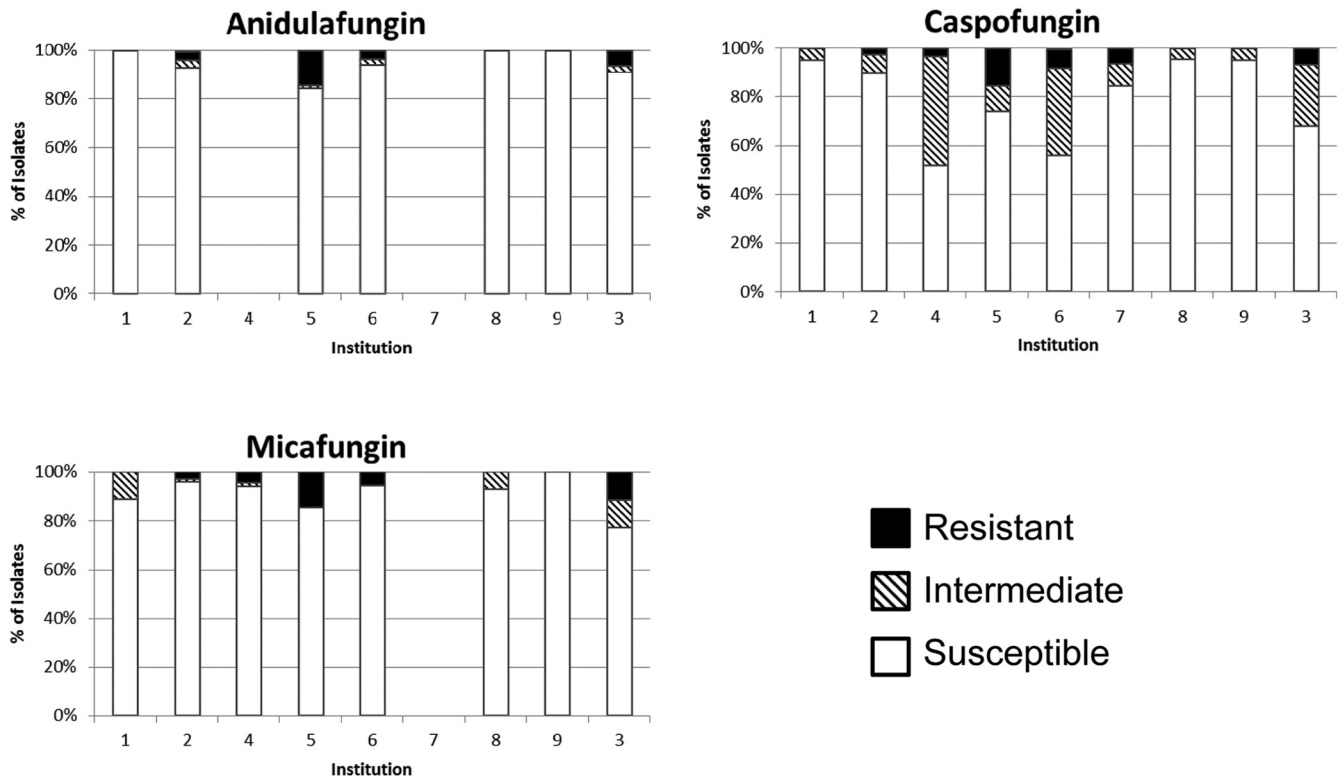 Anidulafungin
100%
80%
60%
40%
20%
0%
% of Isolates
1 2 4 5 6 7 8 9 3
Institution
Caspofungin
100%
80%
60%
40%
20%
0%
% of Isolates
1 2 4 5 6 7 8 9 3
Institution
Micafungin
100%
80%
60%
40%
20%
0%
% of Isolates
1 2 4 5 6 7 8 9 3
Institution
Resistant
Intermediate
Susceptible